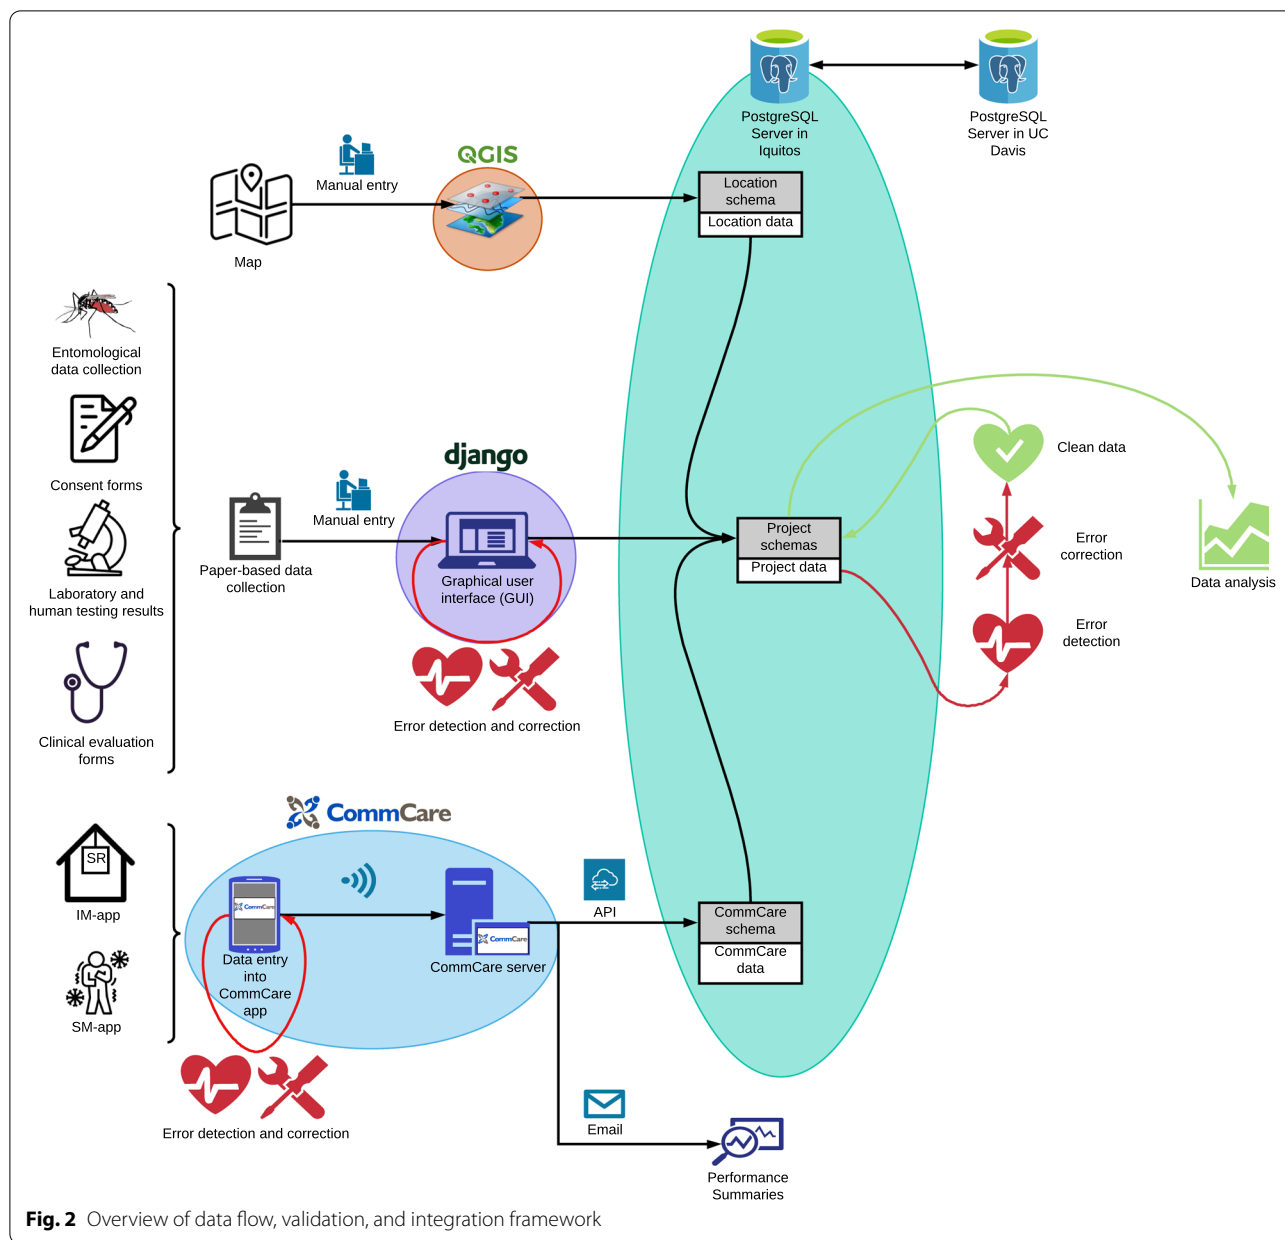 PostgreSQL
Server in
Iquitos
PostgreSQL
Server in UC
Davis
Manual entry
QGIS
Map
Location
schema
Location data
Entomological
data collection
Consent forms
Laboratory and
human testing results
Clinical evaluation
forms
Paper-based data
collection
Manual entry
django
Graphical user
interface (GUI)
Error detection and correction
Project
schemas
Project data
Clean data
Error
correction
Error
detection
Data analysis
CommCare
SR
IM-app
SM-app
CommCare
Data entry
into
CommCare
app
CommCare
CommCare server
Error detection and correction
API
CommCare
schema
CommCare
data
Email
Performance
Summaries
Fig. 2 Overview of data flow, validation, and integration framework